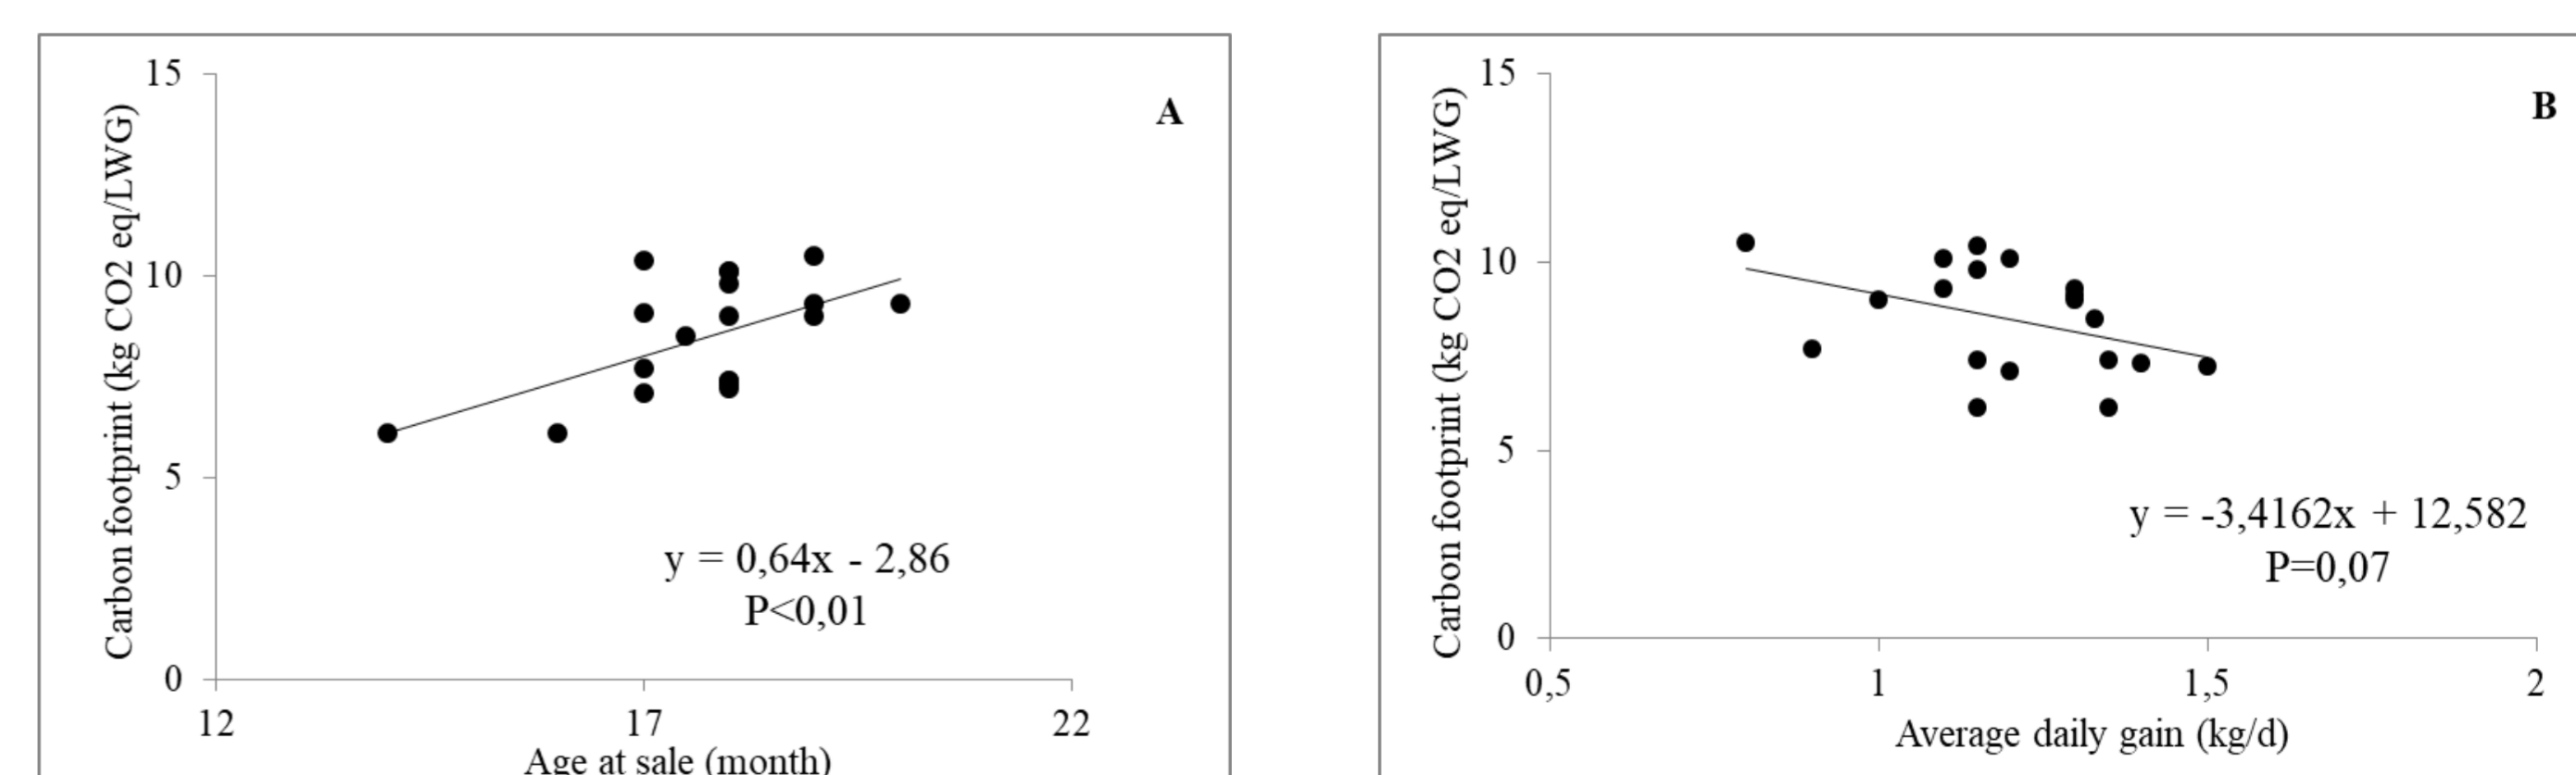 A
Carbon footprint (kg CO2 eq/LWG)
15
10
5
0
y = 0,64x - 2,86
P<0,01
12 17 22
Age at sale (month)
B
Carbon footprint (kg CO2 eq/LWG)
15
10
5
0
y = -3,4162x + 12,582
P=0,07
0,5 1 1,5 2
Average daily gain (kg/d)